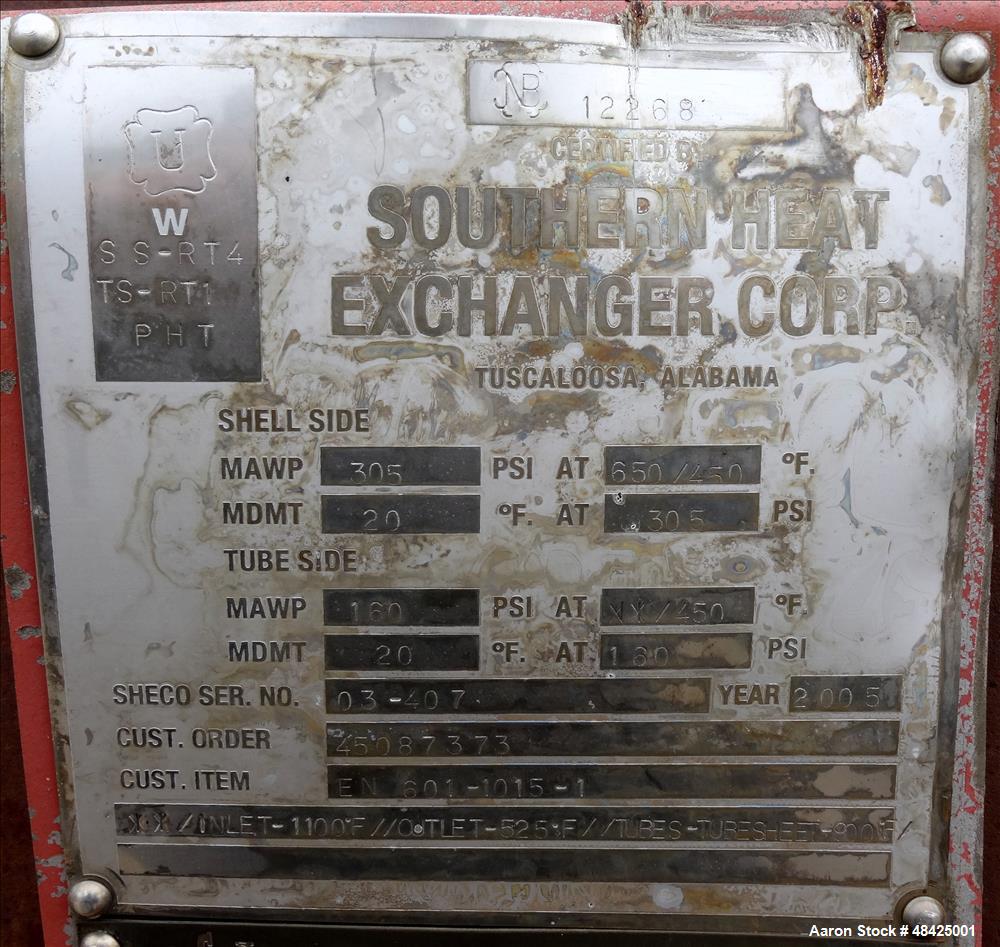 NB 12268
CERTIFIED BY
U
W
SS-RT4
TS-RT1
PHT
SOUTHERN HEAT
EXCHANGER CORP.
TUSCALOOSA, ALABAMA
SHELL SIDE
MAWP 305 PSI AT 650/450 °F.
MDMT 20 °F. AT 305 PSI
TUBE SIDE
MAWP 160 PSI AT XX/450 °F.
MDMT 20 °F. AT 160 PSI
SHECO SER. NO. 03-407 YEAR 2005
CUST. ORDER 45087373
CUST. ITEM EN 601-1015-1
XX/INLET-1100°F//OUTLET-525°F//TUBES-TUBESHEET-900°F/
Aaron Stock # 48425001